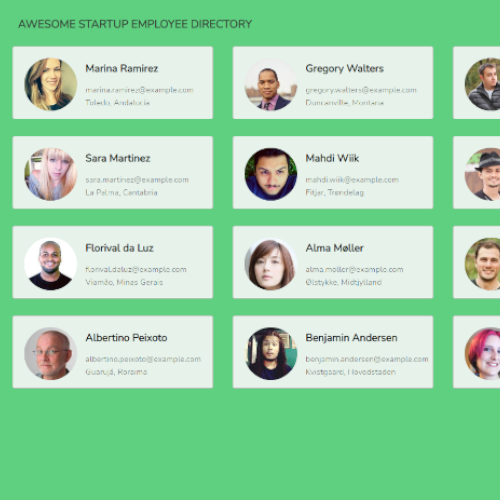 AWESOME STARTUP EMPLOYEE DIRECTORY
Marina Ramirez
marina.ramirez@example.com
Toledo, Andalucía
Gregory Walters
gregory.walters@example.com
Duncanville, Montana
Sara Martinez
sara.martinez@example.com
La Palma, Cantabria
Mahdi Wiik
mahdi.wiik@example.com
Fitjar, Trøndelag
Florival da Luz
florival.daluz@example.com
Viamão, Minas Gerais
Alma Møller
alma.moller@example.com
Ølstykke, Midtjylland
Albertino Peixoto
albertino.peixoto@example.com
Guarujá, Roraima
Benjamin Andersen
benjamin.andersen@example.com
Kvistgaard, Hovedstaden